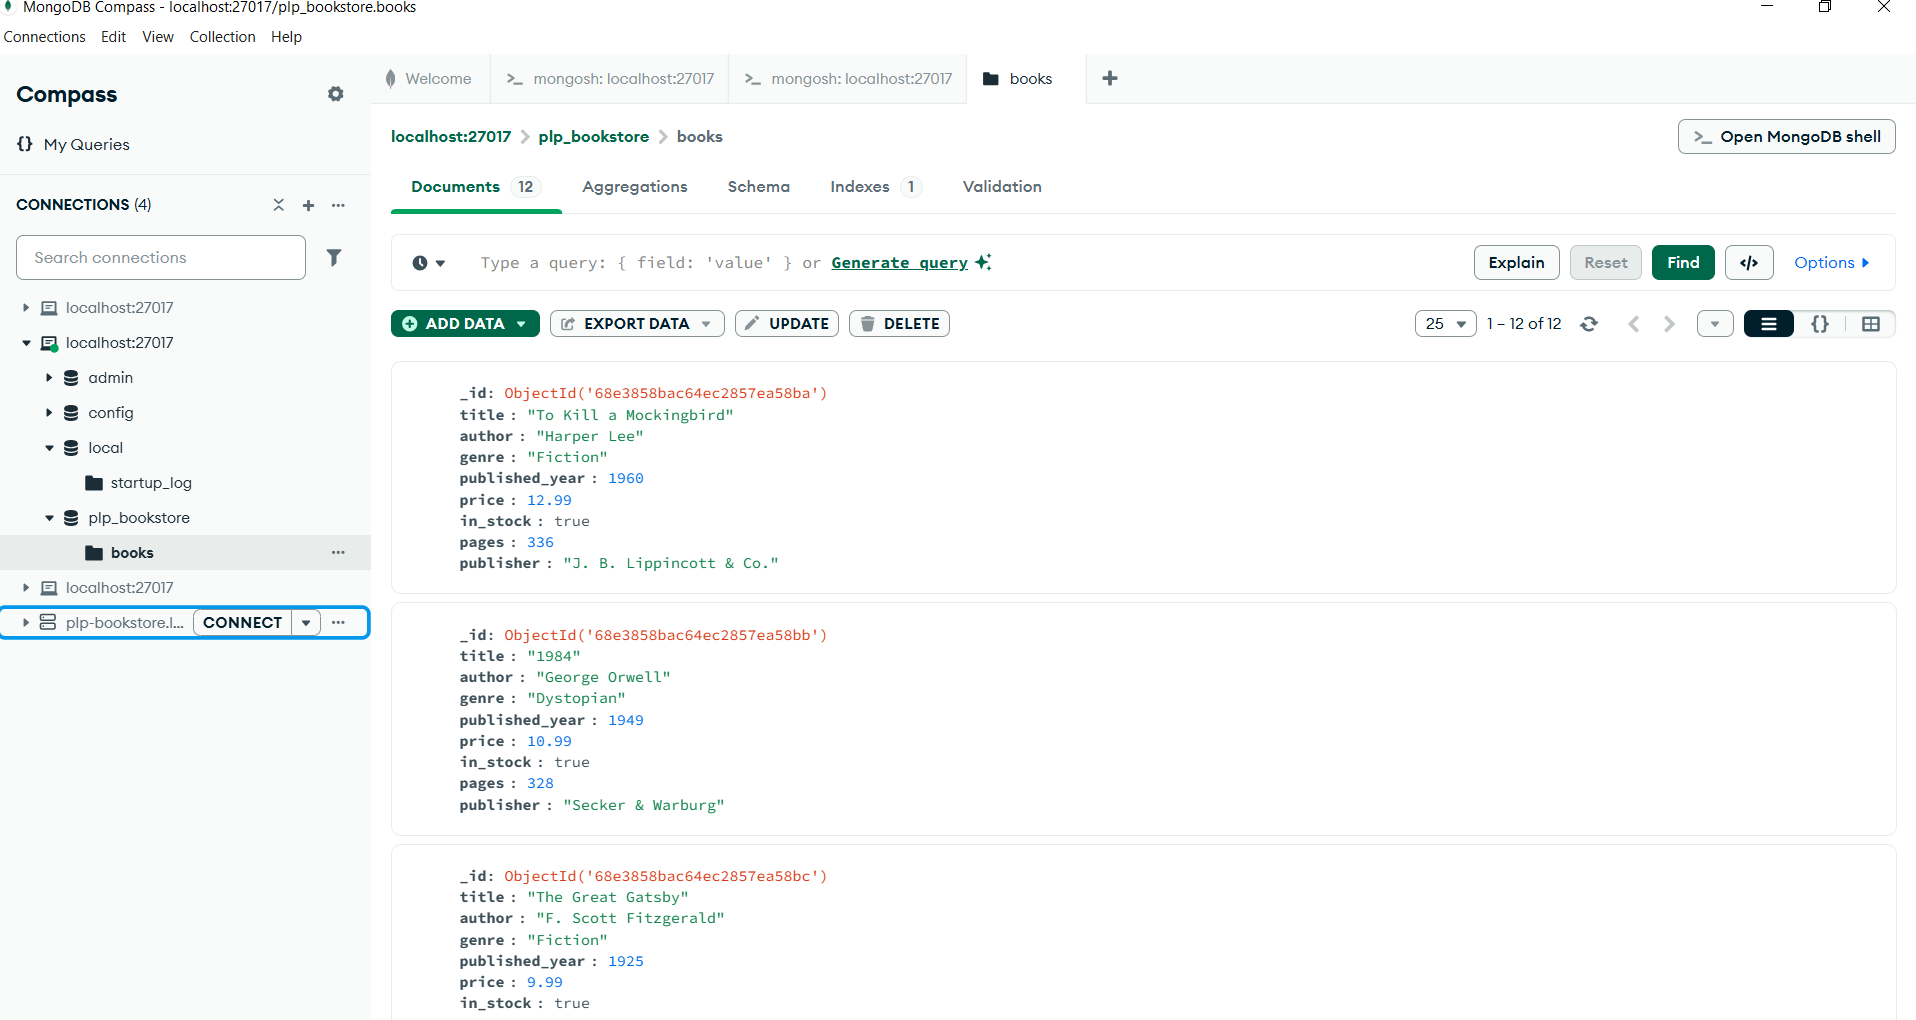 MongoDB Compass - localhost:27017/plp_bookstore.books
Connections Edit View Collection Help
Compass
My Queries
CONNECTIONS (4)
Search connections
localhost:27017
localhost:27017
admin
config
local
startup_log
plp_bookstore
books
localhost:27017
plp-bookstore.l... CONNECT
Welcome >_ mongosh: localhost:27017 >_ mongosh: localhost:27017 books
localhost:27017 > plp_bookstore > books
>_ Open MongoDB shell
Documents 12 Aggregations Schema Indexes 1 Validation
Type a query: { field: 'value' } or Generate query
Explain Reset Find </> Options
ADD DATA EXPORT DATA UPDATE DELETE
25 1 – 12 of 12 {}
_id: ObjectId('68e3858bac64ec2857ea58ba')
title : "To Kill a Mockingbird"
author : "Harper Lee"
genre : "Fiction"
published_year : 1960
price : 12.99
in_stock : true
pages : 336
publisher : "J. B. Lippincott & Co."
_id: ObjectId('68e3858bac64ec2857ea58bb')
title : "1984"
author : "George Orwell"
genre : "Dystopian"
published_year : 1949
price : 10.99
in_stock : true
pages : 328
publisher : "Secker & Warburg"
_id: ObjectId('68e3858bac64ec2857ea58bc')
title : "The Great Gatsby"
author : "F. Scott Fitzgerald"
genre : "Fiction"
published_year : 1925
price : 9.99
in_stock : true